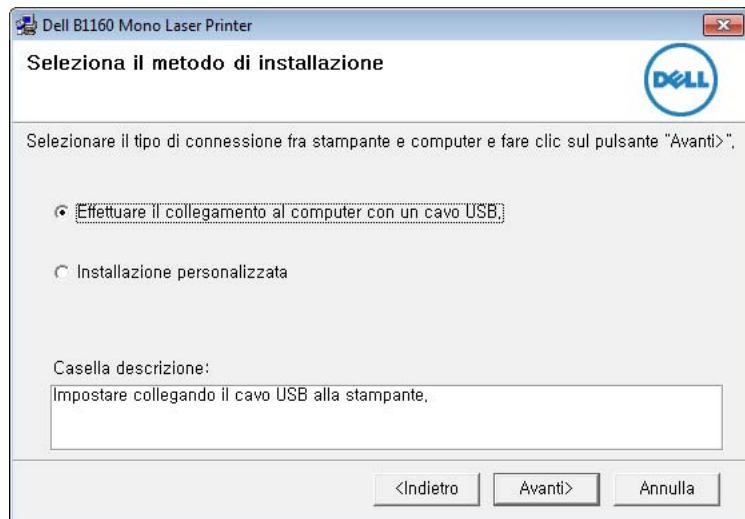 Dell B1160 Mono Laser Printer
Seleziona il metodo di installazione
DELL
Selezionare il tipo di connessione fra stampante e computer e fare clic sul pulsante "Avanti>",
Effettuare il collegamento al computer con un cavo USB,
Installazione personalizzata
Casella descrizione:
Impostare collegando il cavo USB alla stampante,
<Indietro Avanti> Annulla